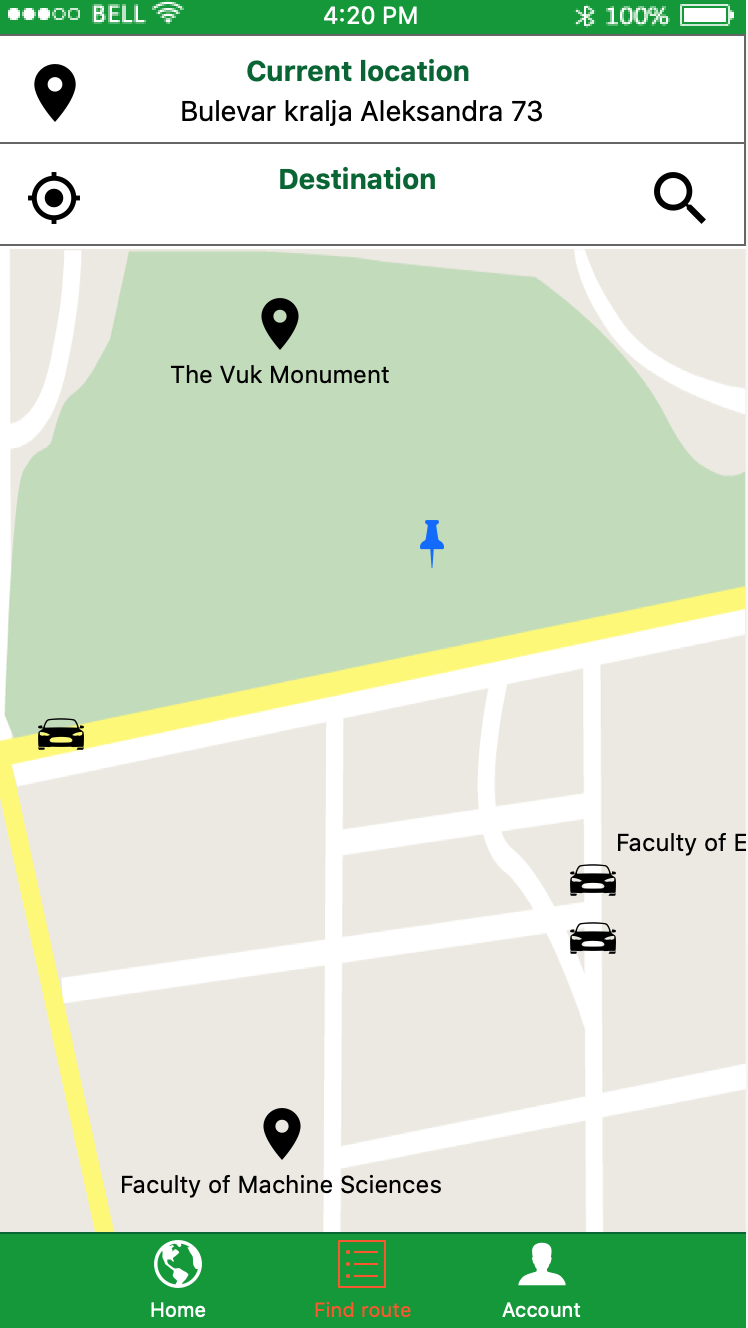 BELL 4:20 PM 100%
Current location
Bulevar kralja Aleksandra 73
Destination
The Vuk Monument
Faculty of E
Faculty of Machine Sciences
Home Find route Account